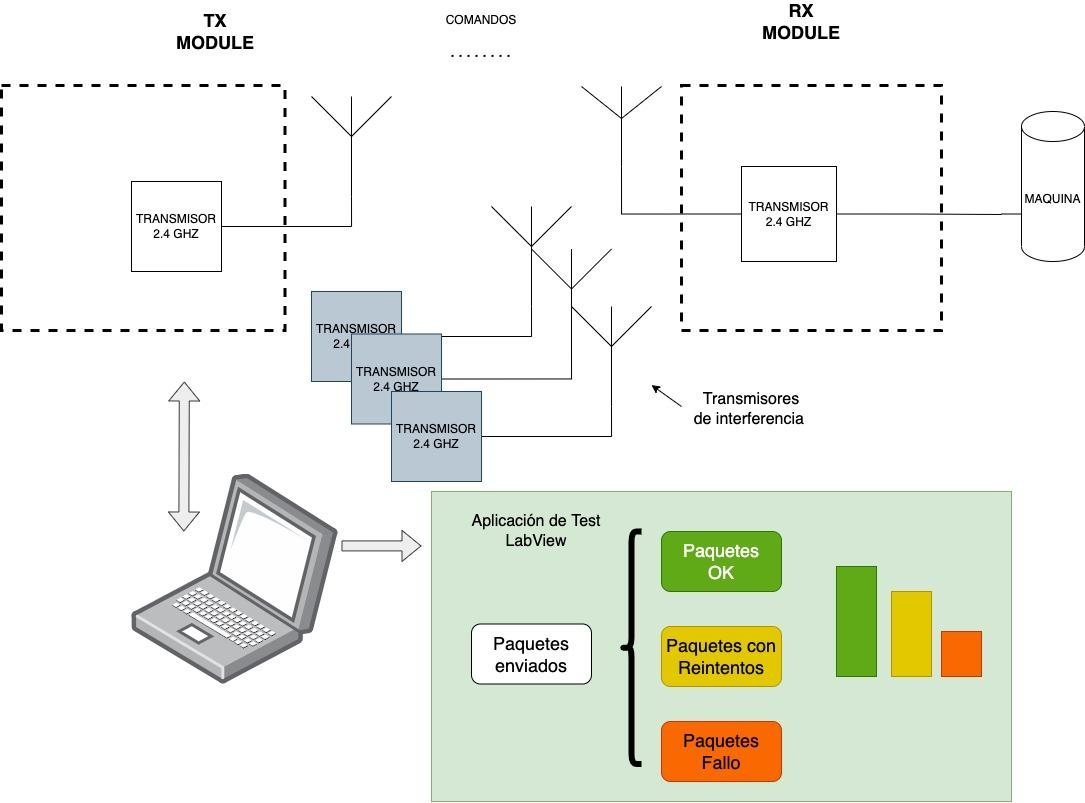 TX
MODULE
COMANDOS
........
RX
MODULE
TRANSMISOR
2.4 GHZ
TRANSMISOR
2.4 GHZ
MAQUINA
TRANSMISOR
2.4
TRANSMISOR
2.4 GHZ
TRANSMISOR
2.4 GHZ
Transmisores
de interferencia
Aplicación de Test
LabView
Paquetes
enviados
Paquetes
OK
Paquetes con
Reintentos
Paquetes
Fallo